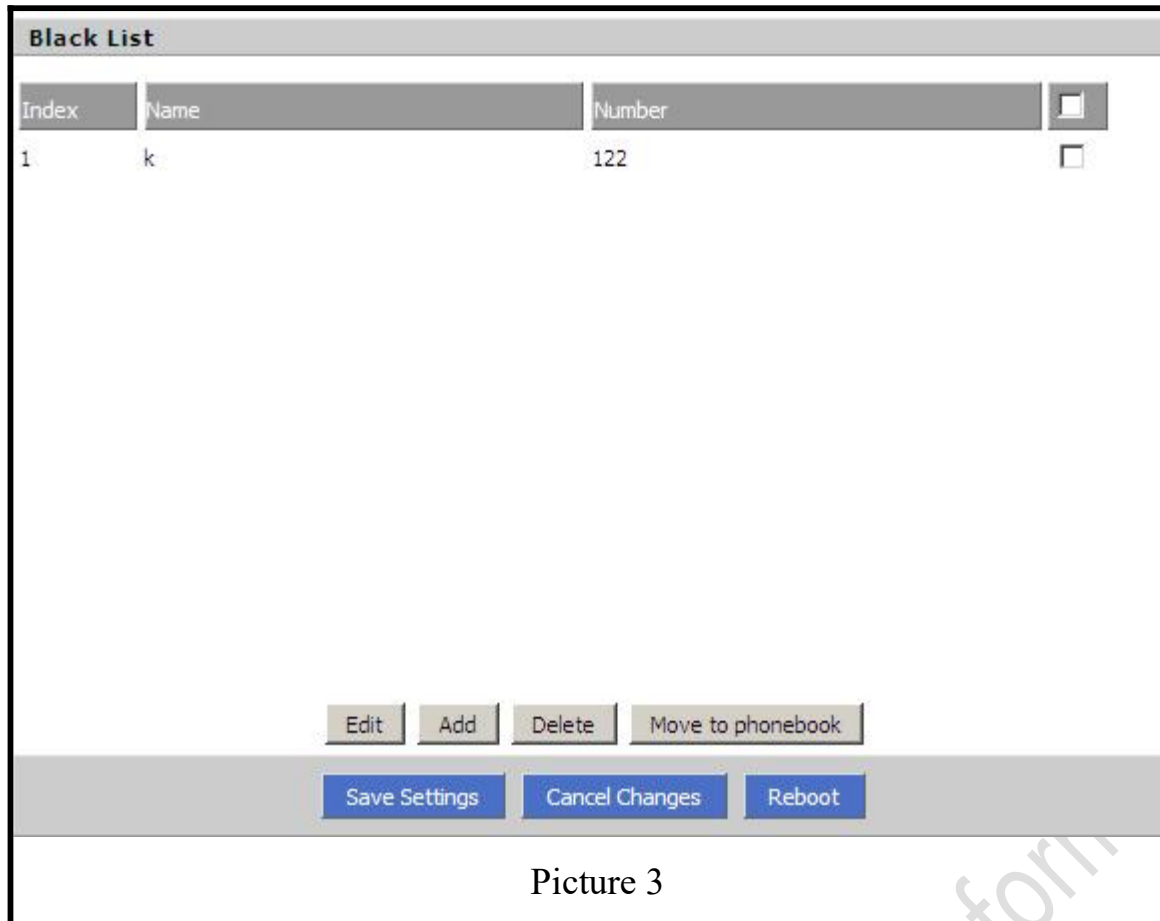 Black List
Index Name Number
1 k 122
Edit Add Delete Move to phonebook
Save Settings Cancel Changes Reboot
Picture 3